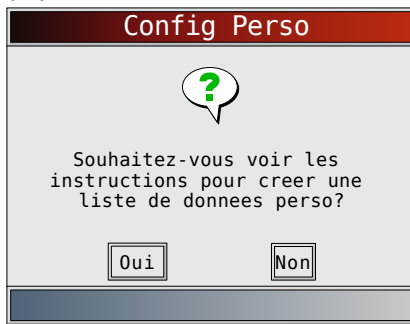 Config Perso
?
Souhaitez-vous voir les
instructions pour creer une
liste de donnees perso?
Oui
Non